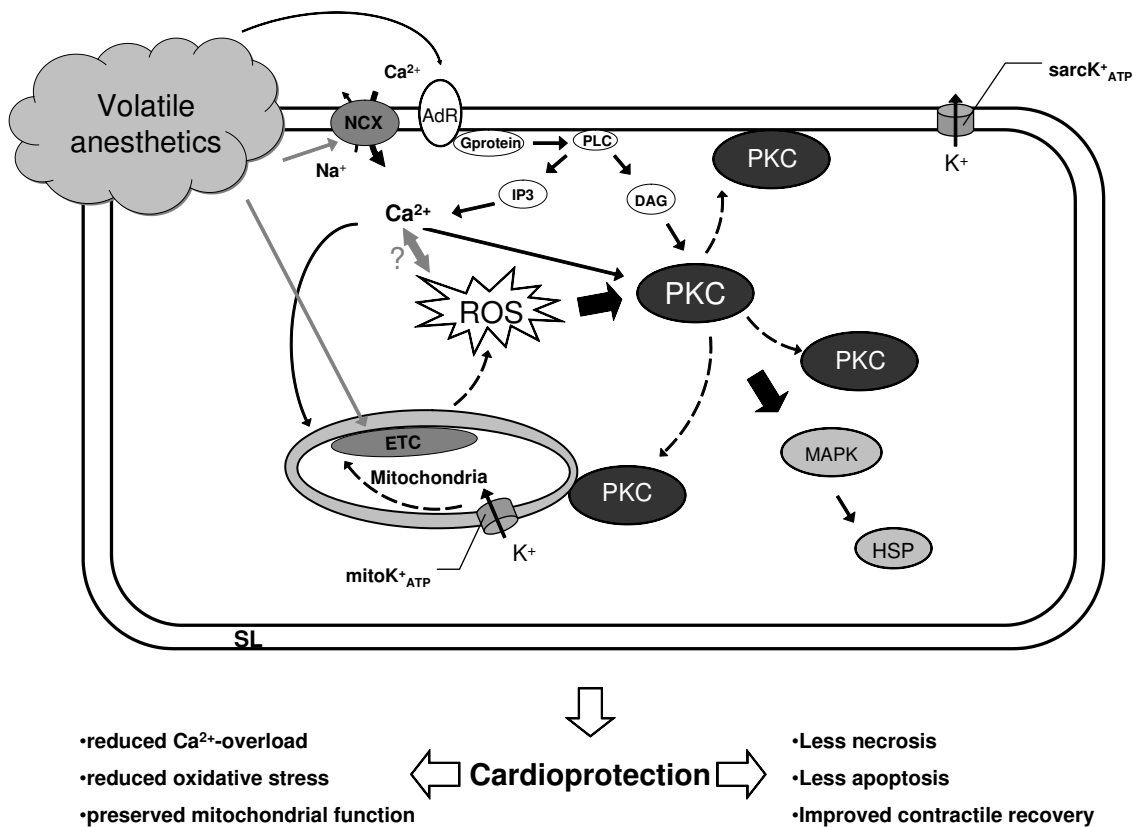 Volatile
anesthetics
Ca²⁺
NCX
AdR
Na⁺
Gprotein
PLC
IP3
DAG
PKC
sarcK⁺ATP
K⁺
Ca²⁺
?
ROS
PKC
PKC
ETC
Mitochondria
PKC
MAPK
HSP
K⁺
mitoK⁺ATP
SL
•reduced Ca²⁺-overload
•reduced oxidative stress
•preserved mitochondrial function
Cardioprotection
•Less necrosis
•Less apoptosis
•Improved contractile recovery